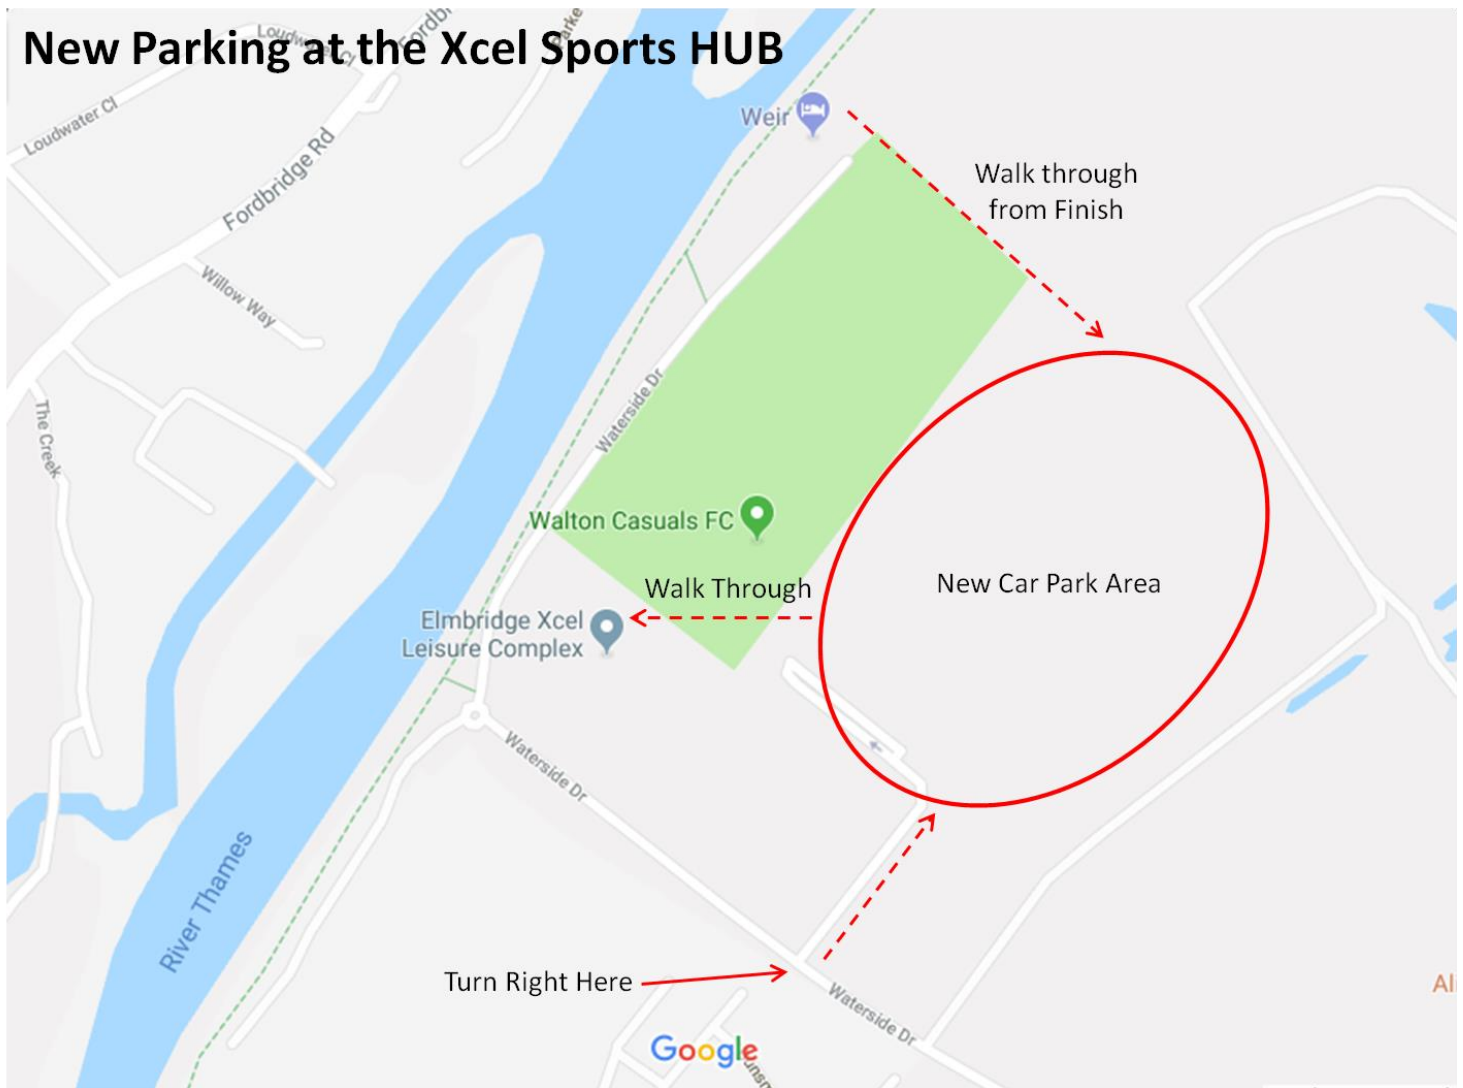 New Parking at the Xcel Sports HUB
Loudwater Cl
Fordbridge Rd
Loudwater Cl
Weir
Walk through
from Finish
Willow Way
Waterside Dr
The Creek
Walton Casuals FC
New Car Park Area
Walk Through
Elmbridge Xcel
Leisure Complex
Waterside Dr
River Thames
Turn Right Here
Waterside Dr
Google